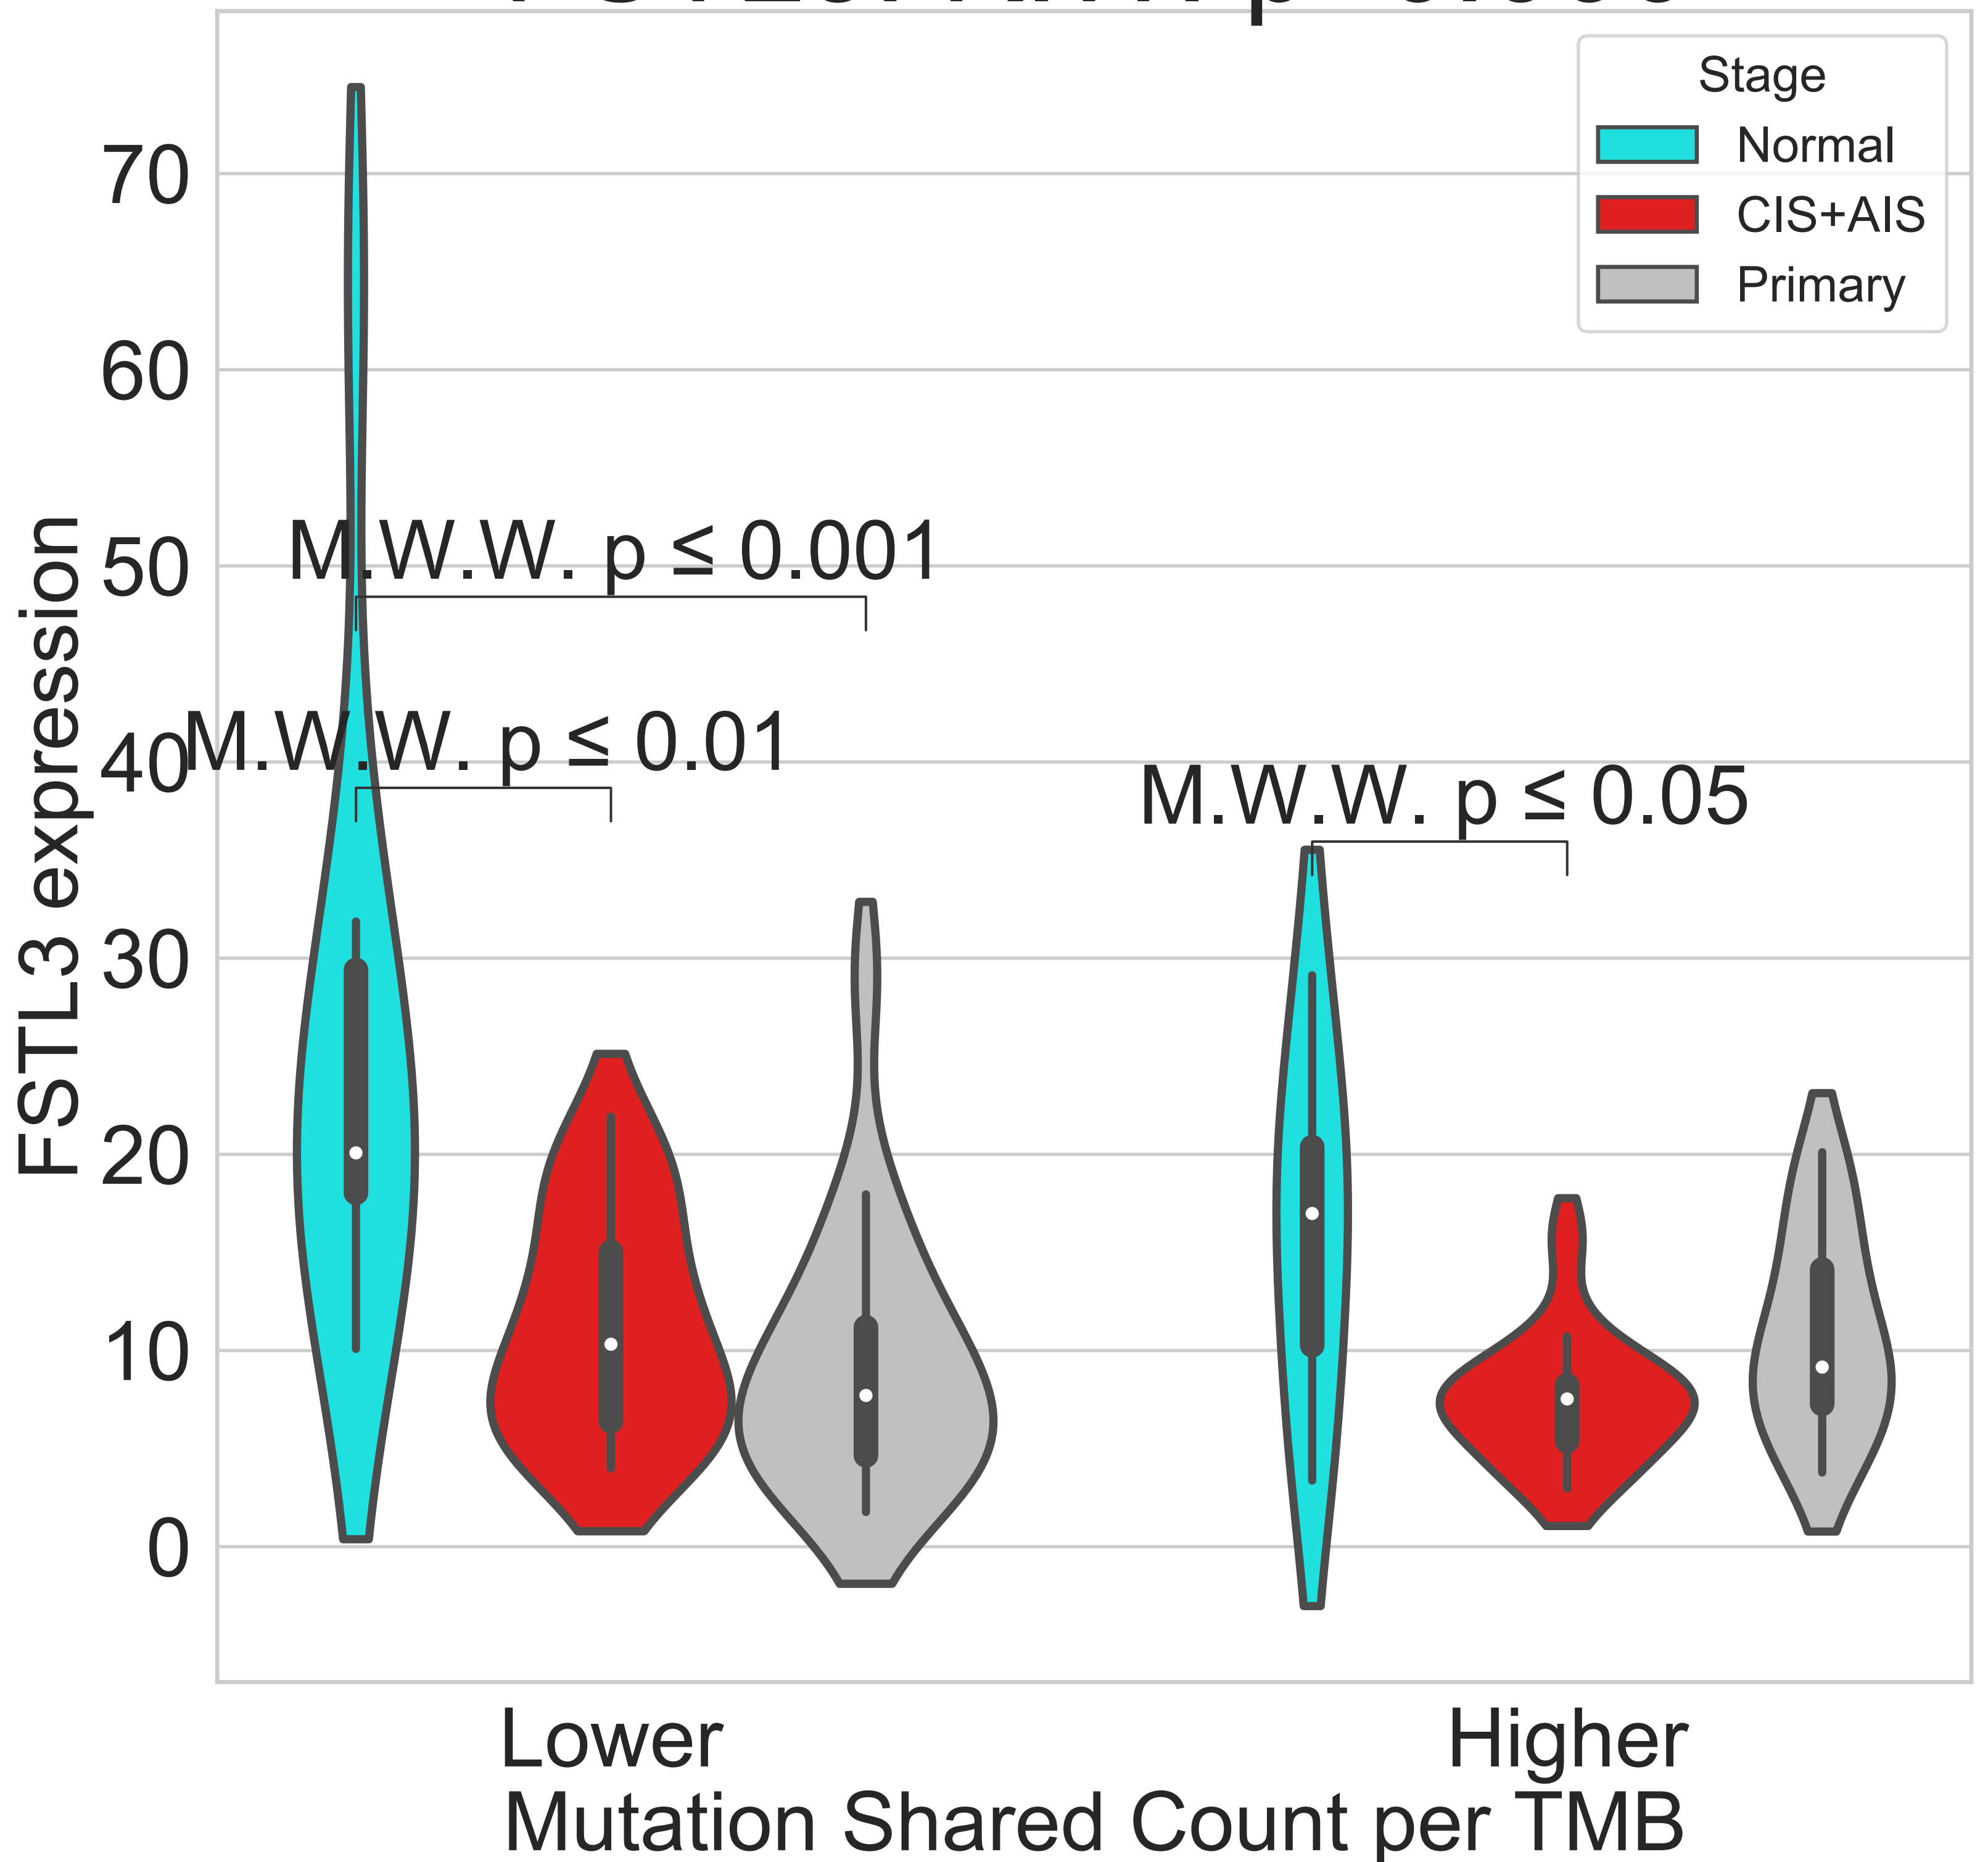 Stage
Normal
CIS+AIS
Primary
70
60
50
40
30
20
10
0
FSTL3 expression
M.W.W. p ≤ 0.001
M.W.W. p ≤ 0.01
M.W.W. p ≤ 0.05
Lower
Higher
Mutation Shared Count per TMB